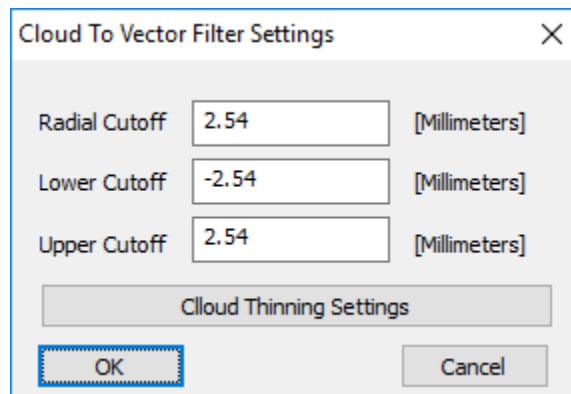 Cloud To Vector Filter Settings
Radial Cutoff 2.54 [Millimeters]
Lower Cutoff -2.54 [Millimeters]
Upper Cutoff 2.54 [Millimeters]
Clloud Thinning Settings
OK Cancel